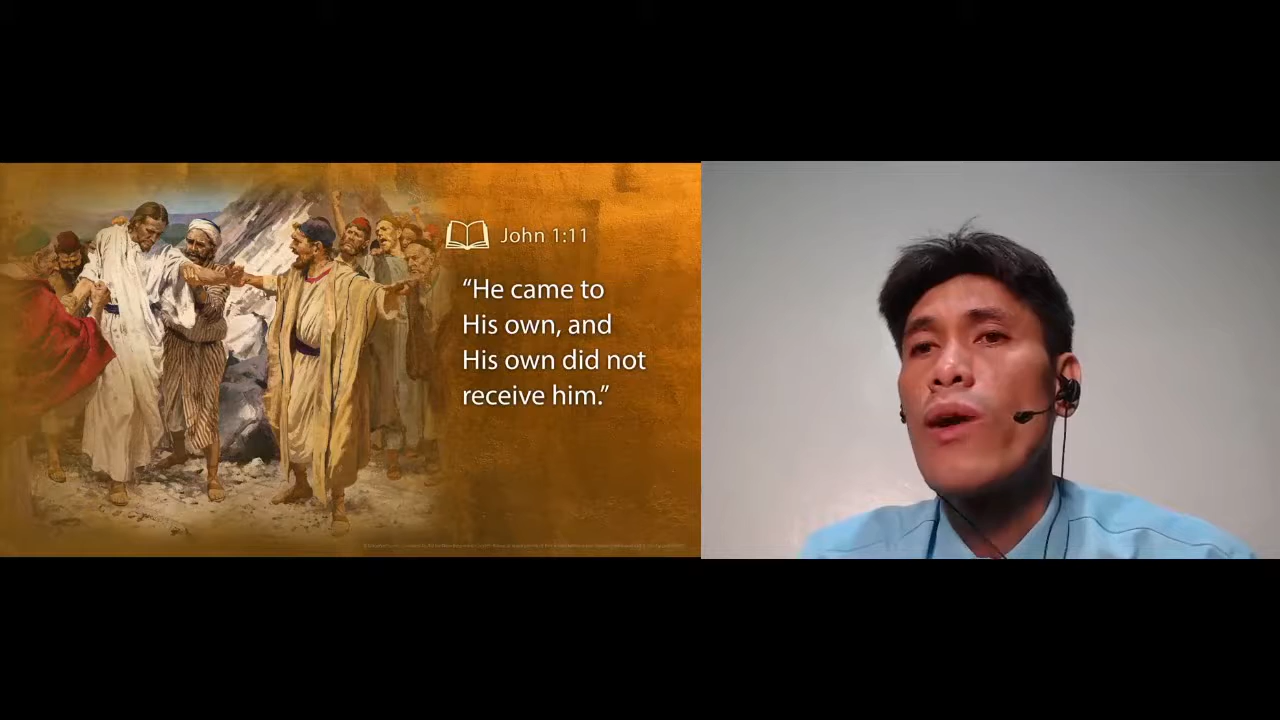 John 1:11
“He came to
His own, and
His own did not
receive him.”